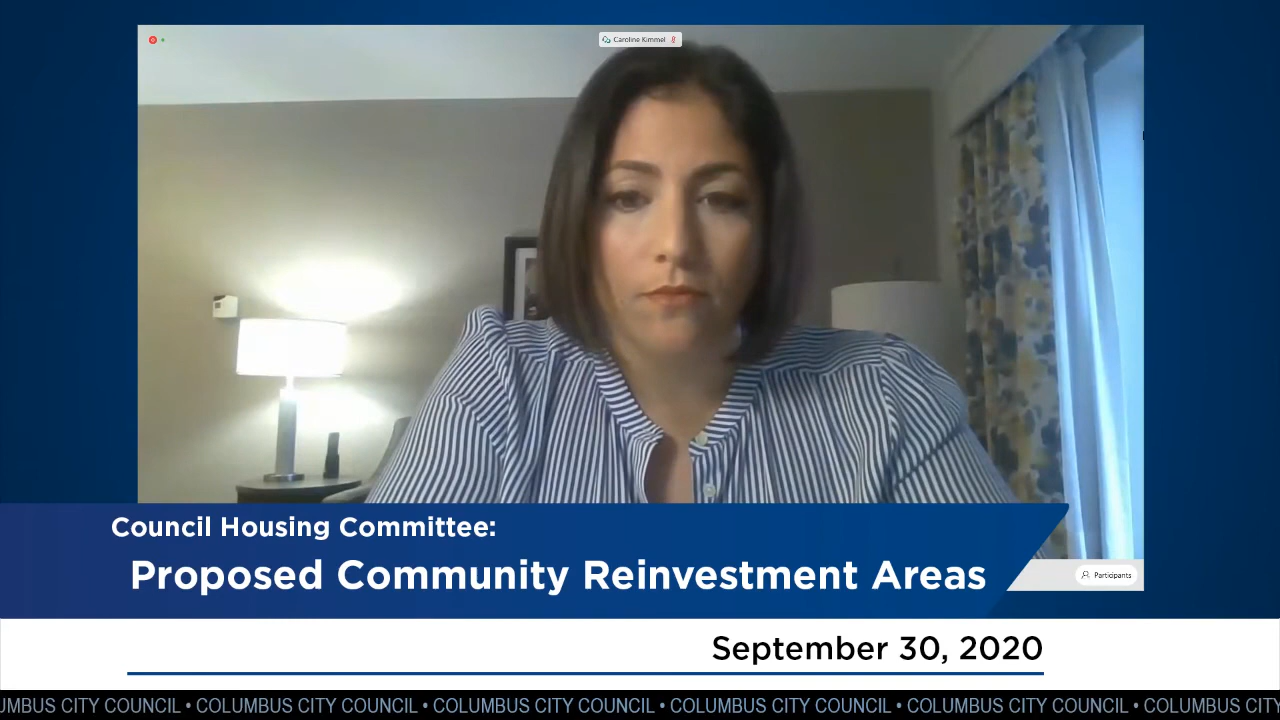 Caroline Kimmel
Council Housing Committee:
Proposed Community Reinvestment Areas
Participants
September 30, 2020
UMBUS CITY COUNCIL • COLUMBUS CITY COUNCIL • COLUMBUS CITY COUNCIL • COLUMBUS CITY COUNCIL • COLUMBUS CITY COUNCIL • COLUMBUS CITY